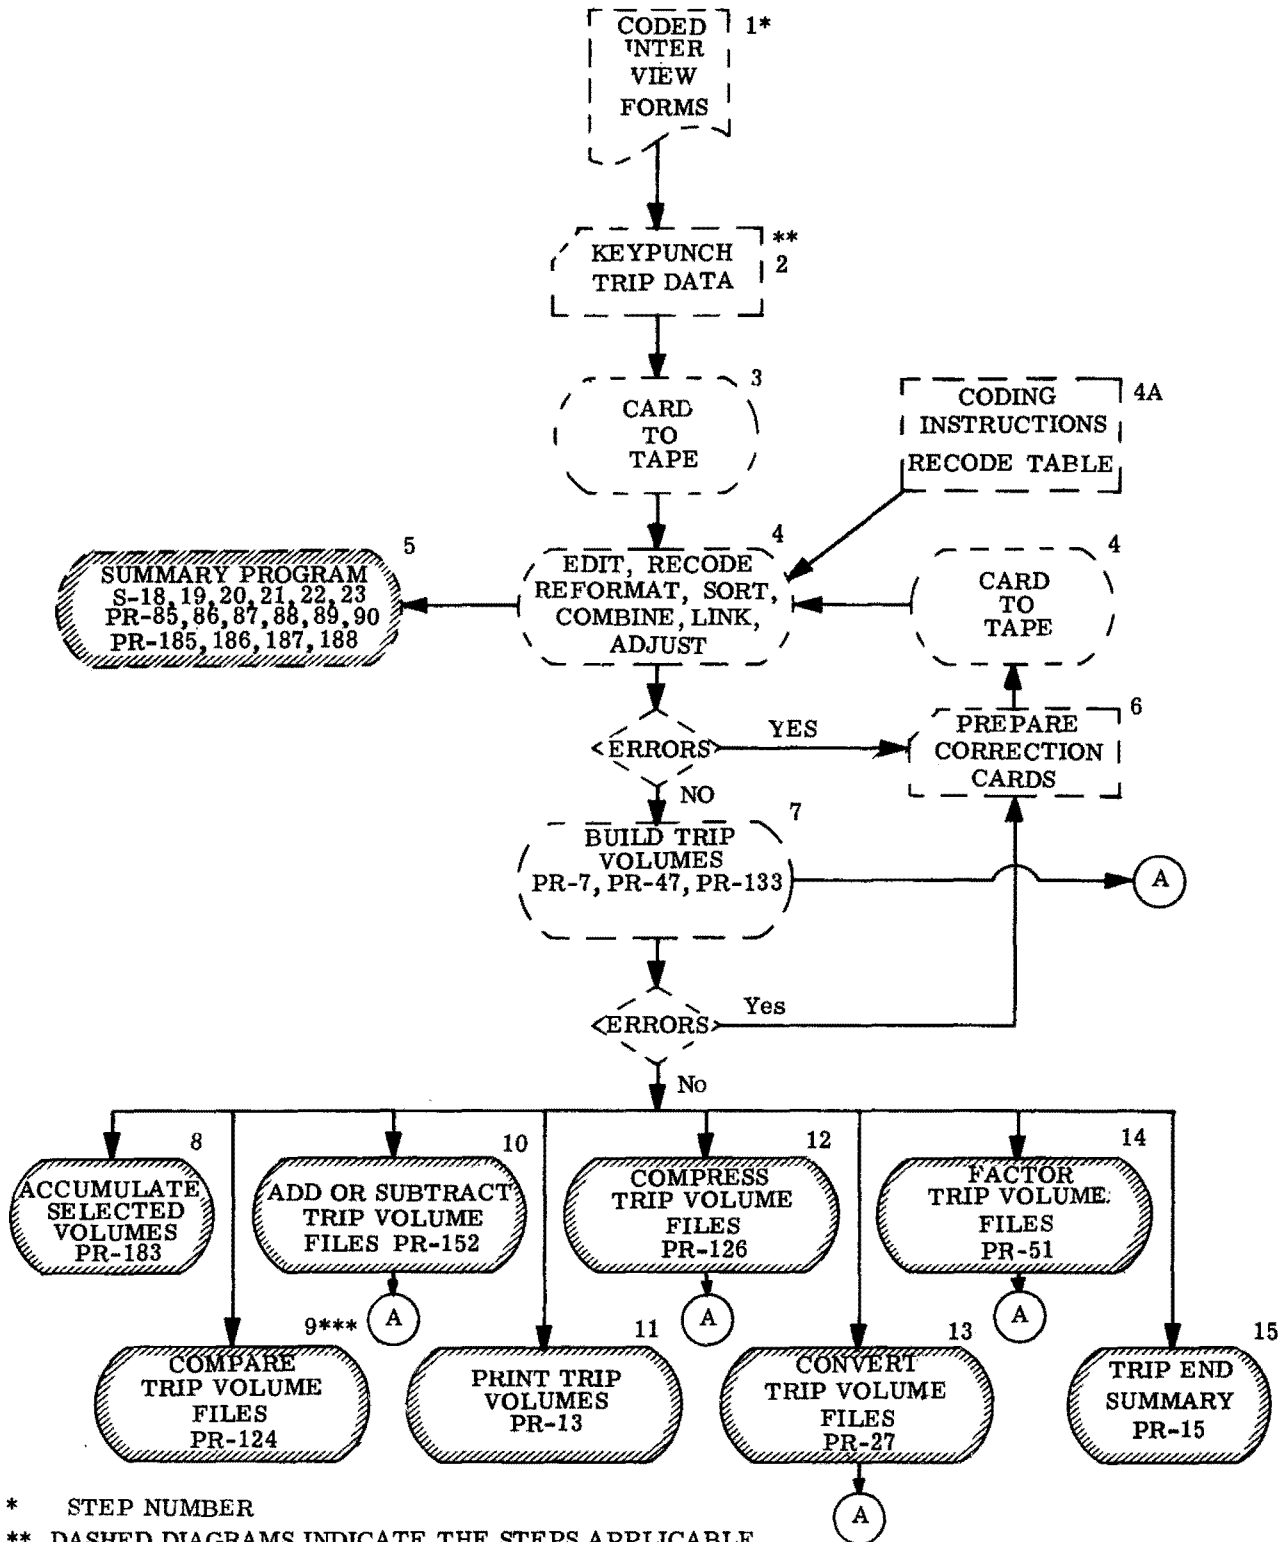 CODED
INTER
VIEW
FORMS
1*
KEYPUNCH
TRIP DATA
**
2
3
CARD
TO
TAPE
CODING
INSTRUCTIONS
RECODE TABLE
4A
5
SUMMARY PROGRAM
S-18, 19, 20, 21, 22, 23
PR-85, 86, 87, 88, 89, 90
PR-185, 186, 187, 188
4
EDIT, RECODE
REFORMAT, SORT,
COMBINE, LINK,
ADJUST
4
CARD
TO
TAPE
ERRORS
YES
NO
6
PREPARE
CORRECTION
CARDS
7
BUILD TRIP
VOLUMES
PR-7, PR-47, PR-133
A
ERRORS
Yes
No
8
ACCUMULATE
SELECTED
VOLUMES
PR-183
10
ADD OR SUBTRACT
TRIP VOLUME
FILES PR-152
A
12
COMPRESS
TRIP VOLUME
FILES
PR-126
A
14
FACTOR
TRIP VOLUME
FILES
PR-51
A
9***
COMPARE
TRIP VOLUME
FILES
PR-124
11
PRINT TRIP
VOLUMES
PR-13
13
CONVERT
TRIP VOLUME
FILES
PR-27
A
15
TRIP END
SUMMARY
PR-15
* STEP NUMBER
** DASHED DIAGRAMS INDICATE THE STEPS APPLICABLE